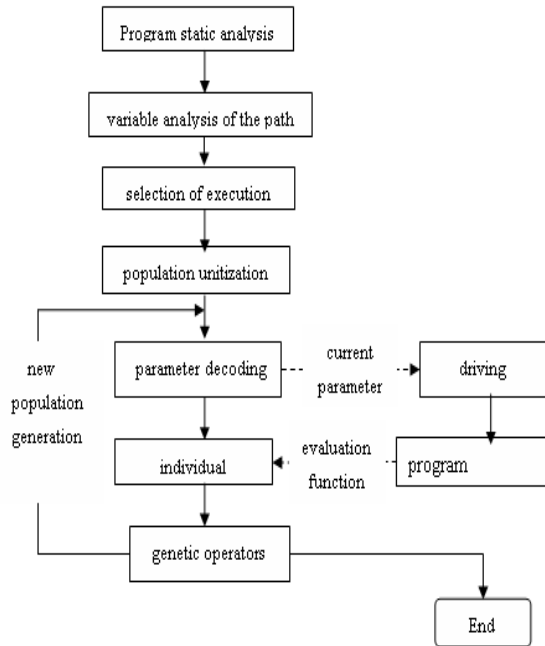 Program static analysis
variable analysis of the path
selection of execution
population unitization
parameter decoding
current
parameter
driving
new
population
generation
individual
evaluation
function
program
genetic operators
End